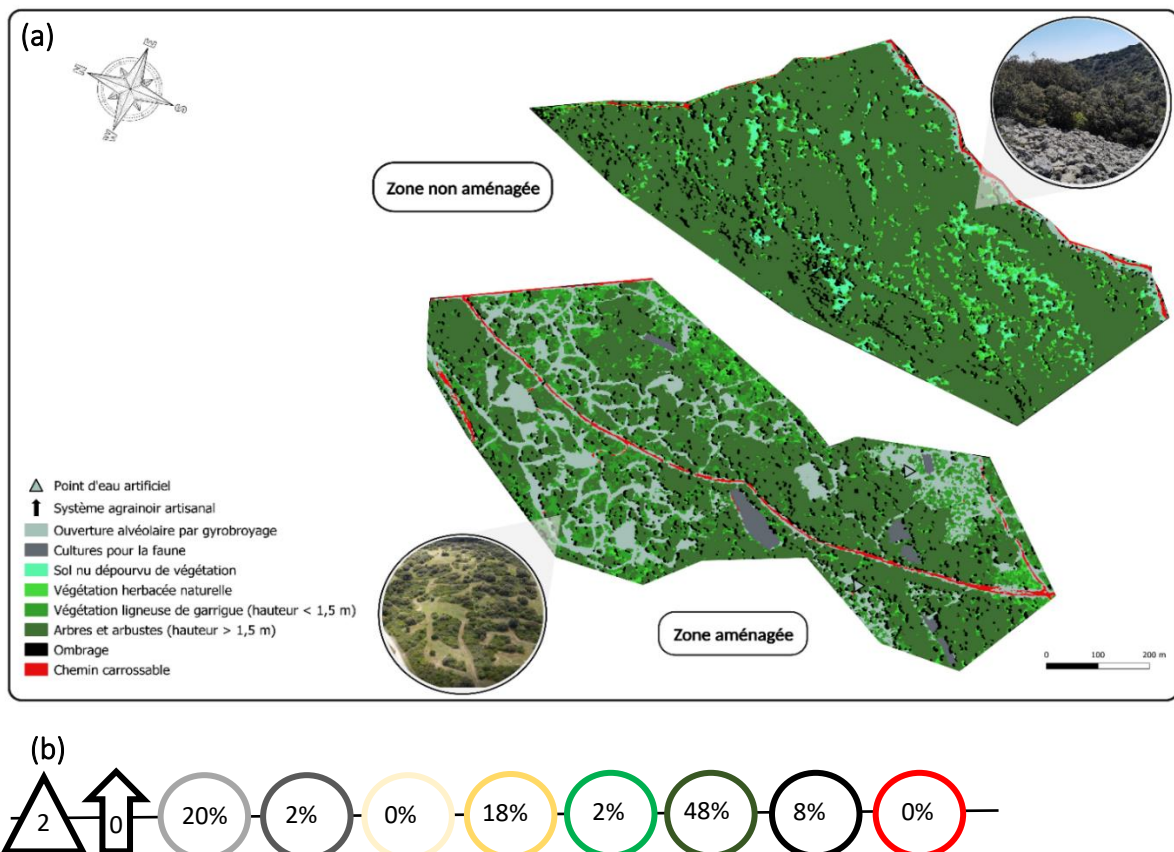 (a)
E
N
S
W
Zone non aménagée
Point d'eau artificiel
Système agrainoir artisanal
Ouverture alvéolaire par gyrobroyage
Cultures pour la faune
Sol nu dépourvu de végétation
Végétation herbacée naturelle
Végétation ligneuse de garrigue (hauteur < 1,5 m)
Arbres et arbustes (hauteur > 1,5 m)
Ombrage
Chemin carrossable
Zone aménagée
0 100 200 m
(b)
2 0 20% 2% 0% 18% 2% 48% 8% 0%